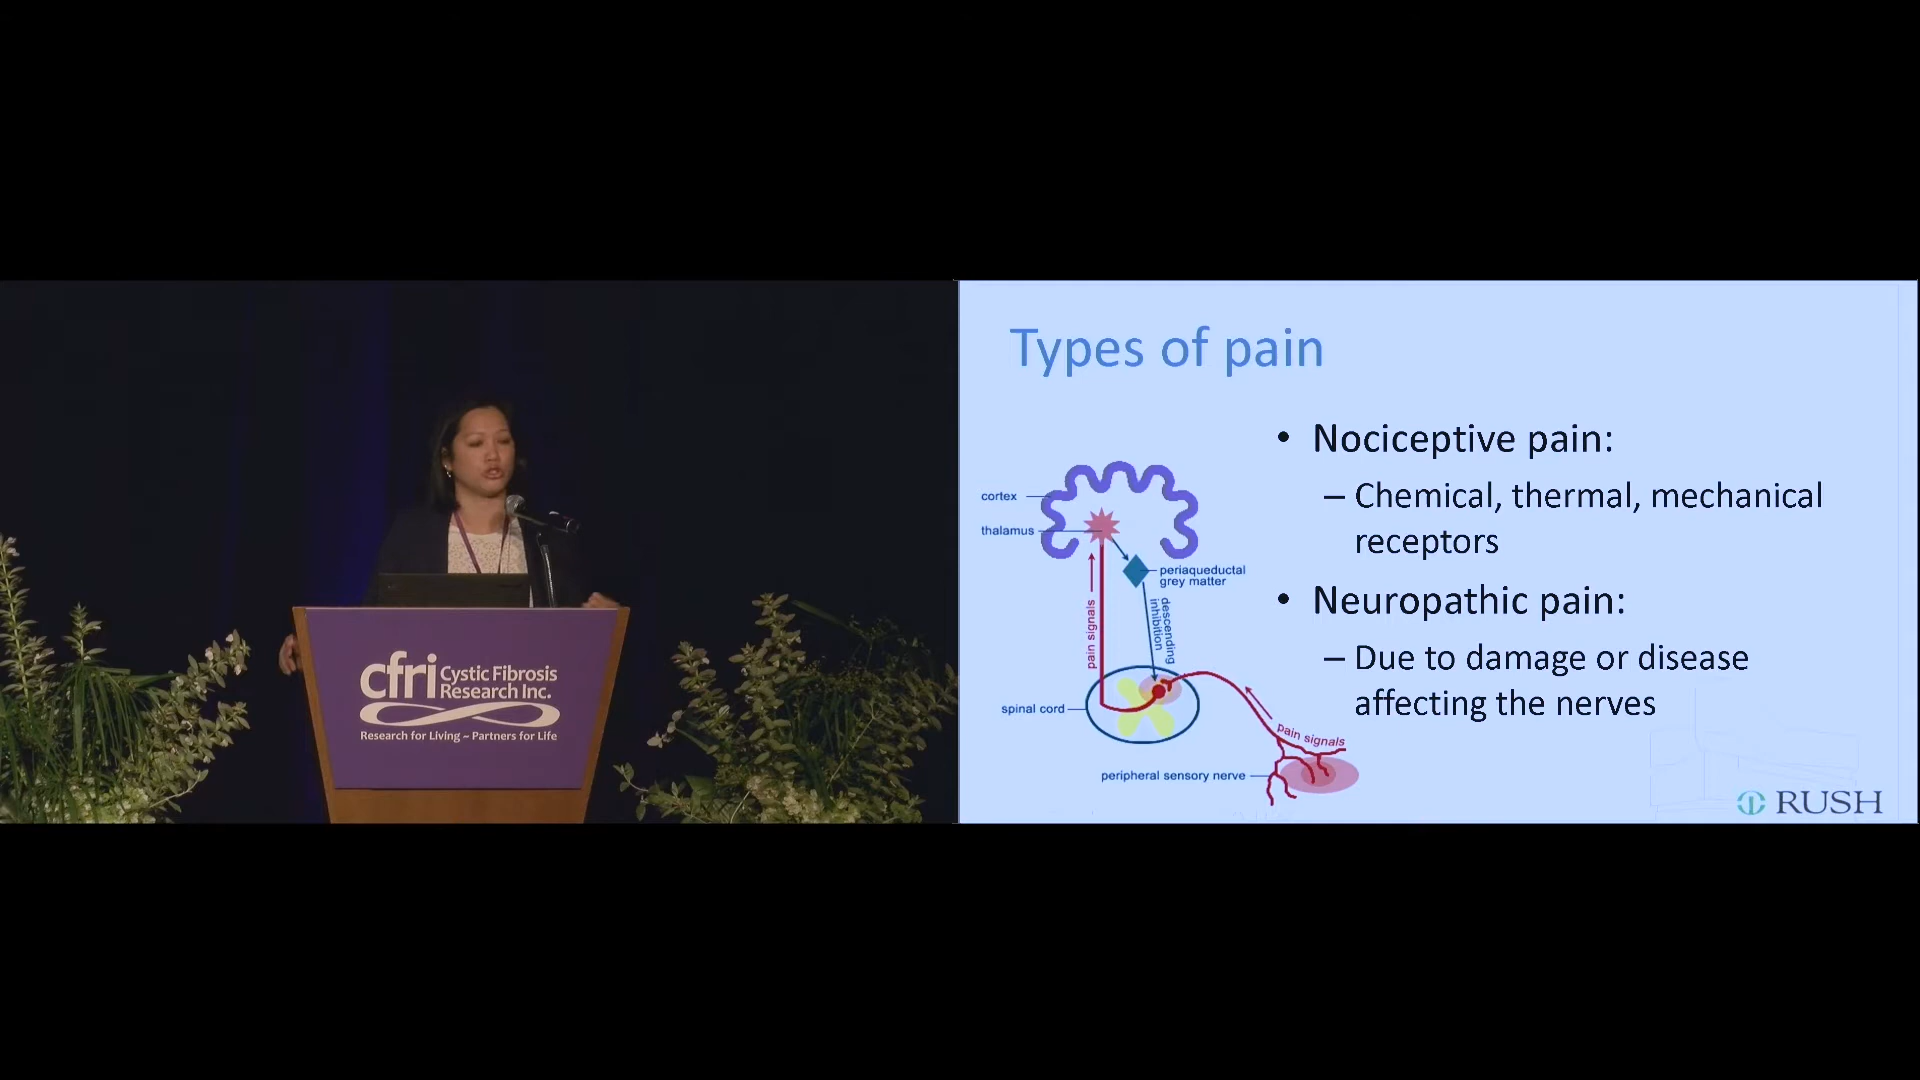 cfri Cystic Fibrosis
Research Inc.
Research for Living ~ Partners for Life
Types of pain
• Nociceptive pain:
– Chemical, thermal, mechanical
receptors
• Neuropathic pain:
– Due to damage or disease
affecting the nerves
cortex
thalamus
periaqueductal
grey matter
pain signals
descending
inhibition
spinal cord
pain signals
peripheral sensory nerve
RUSH